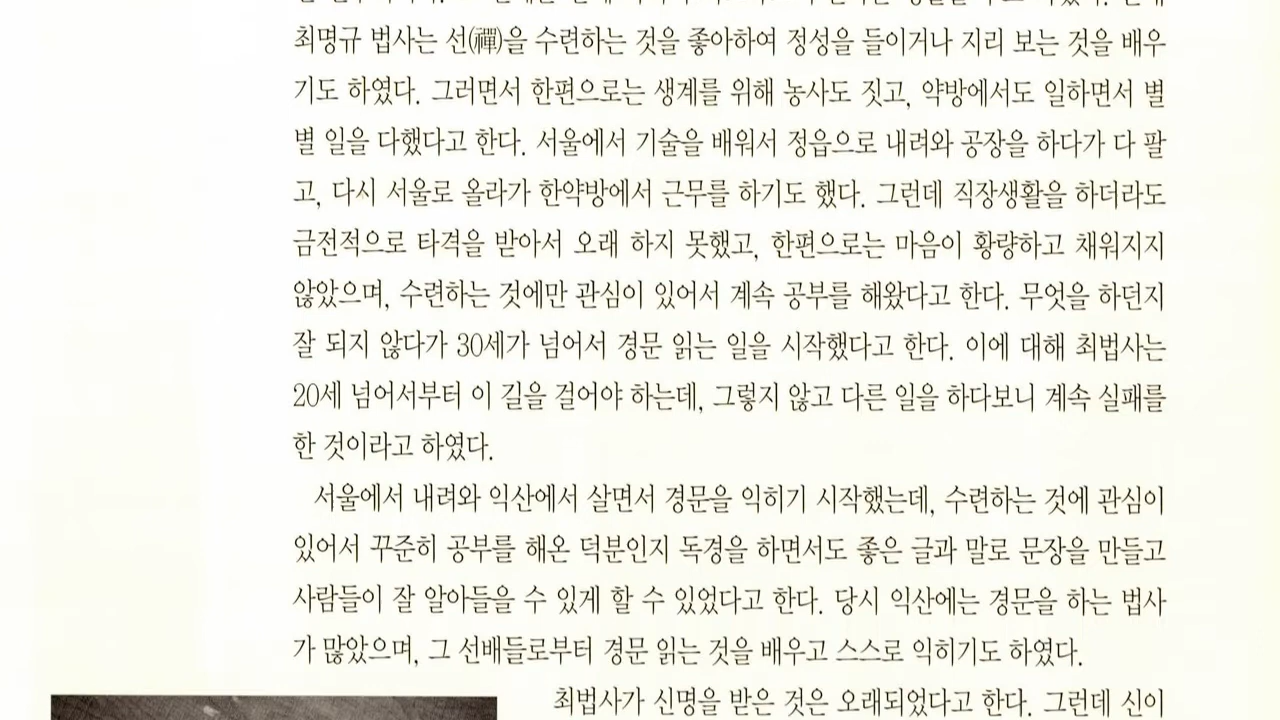 최명규 법사는 선(禪)을 수련하는 것을 좋아하여 정성을 들이거나 지리 보는 것을 배우
기도 하였다. 그러면서 한편으로는 생계를 위해 농사도 짓고, 약방에서도 일하면서 별
별 일을 다했다고 한다. 서울에서 기술을 배워서 정읍으로 내려와 공장을 하다가 다 팔
고, 다시 서울로 올라가 한약방에서 근무를 하기도 했다. 그런데 직장생활을 하더라도
금전적으로 타격을 받아서 오래 하지 못했고, 한편으로는 마음이 황량하고 채워지지
않았으며, 수련하는 것에만 관심이 있어서 계속 공부를 해왔다고 한다. 무엇을 하던지
잘 되지 않다가 30세가 넘어서 경문 읽는 일을 시작했다고 한다. 이에 대해 최법사는
20세 넘어서부터 이 길을 걸어야 하는데, 그렇지 않고 다른 일을 하다보니 계속 실패를
한 것이라고 하였다.
서울에서 내려와 익산에서 살면서 경문을 익히기 시작했는데, 수련하는 것에 관심이
있어서 꾸준히 공부를 해온 덕분인지 독경을 하면서도 좋은 글과 말로 문장을 만들고
사람들이 잘 알아들을 수 있게 할 수 있었다고 한다. 당시 익산에는 경문을 하는 법사
가 많았으며, 그 선배들로부터 경문 읽는 것을 배우고 스스로 익히기도 하였다.
최법사가 신명을 받은 것은 오래되었다고 한다. 그런데 신이